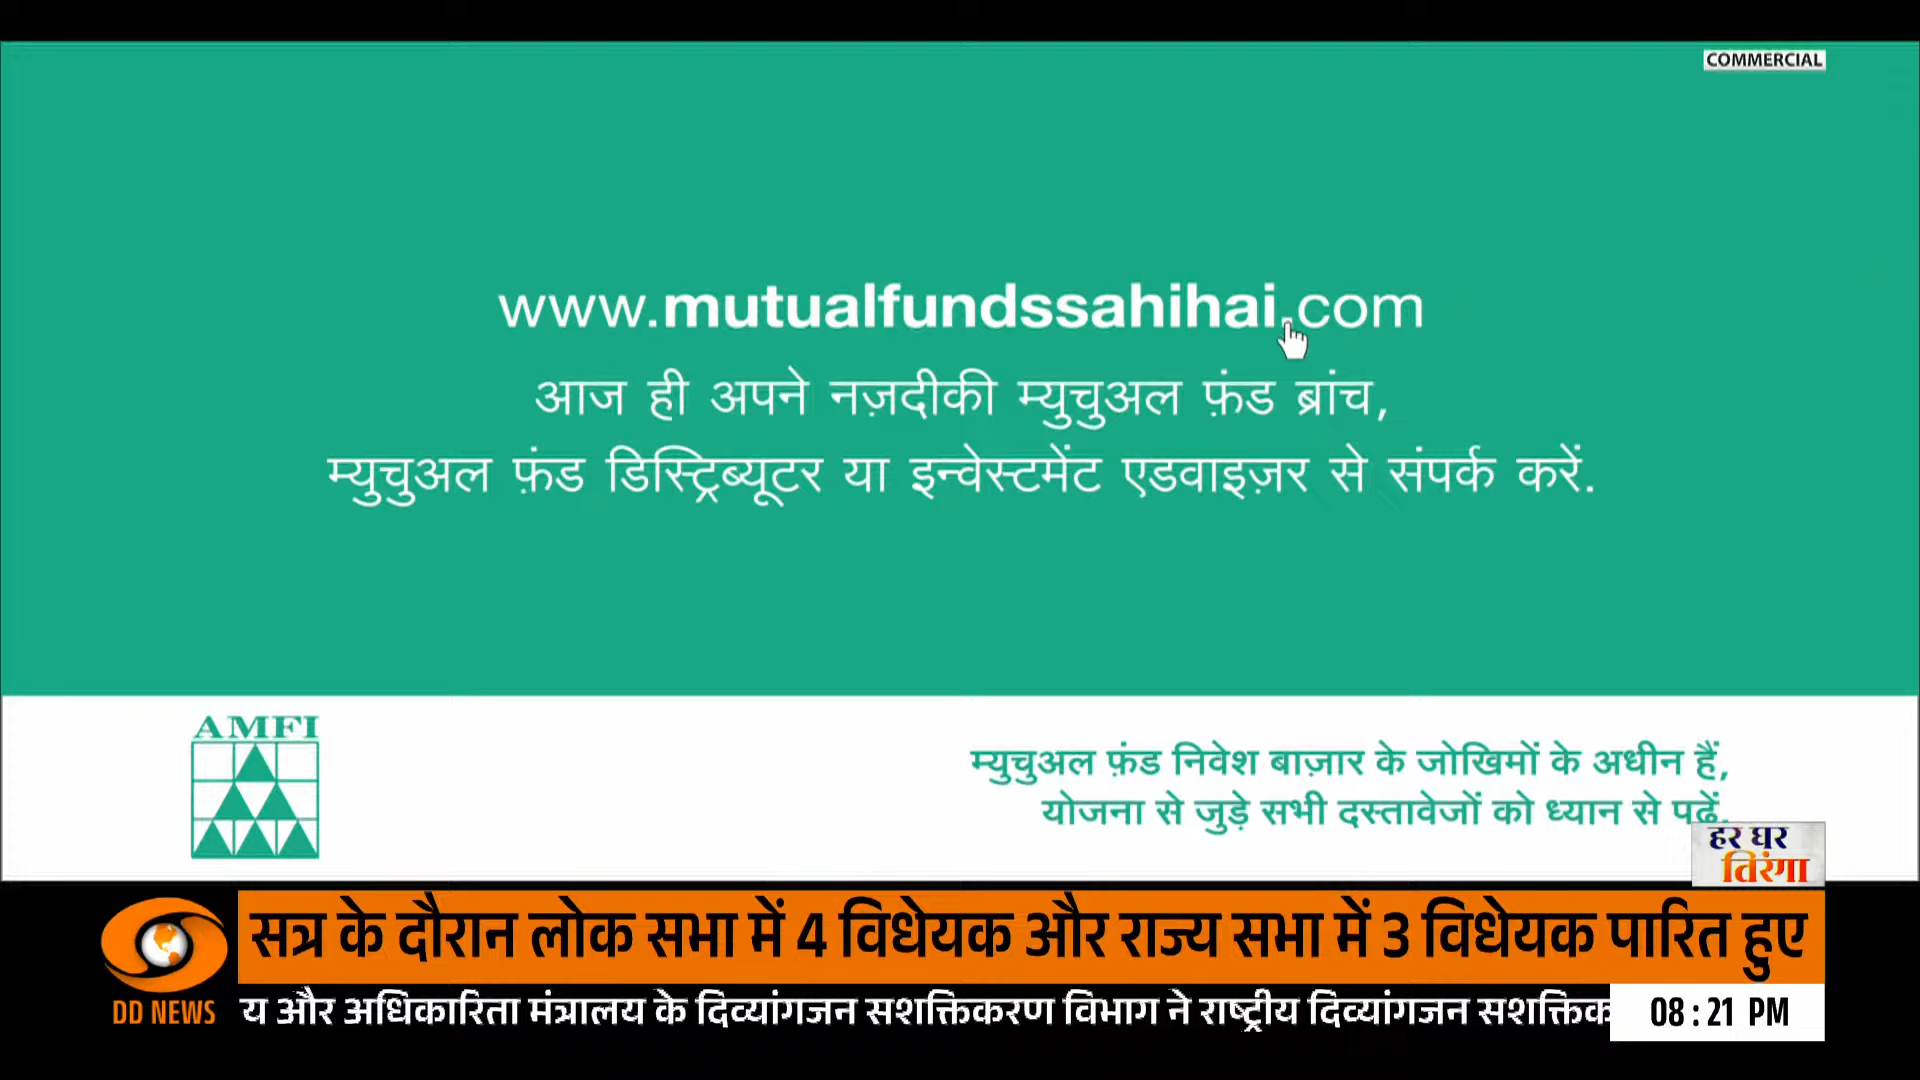 COMMERCIAL
www.mutualfundssahihai.com
आज ही अपने नज़दीकी म्युचुअल फ़ंड ब्रांच,
म्युचुअल फ़ंड डिस्ट्रिब्यूटर या इन्वेस्टमेंट एडवाइज़र से संपर्क करें.
AMFI
म्युचुअल फ़ंड निवेश बाज़ार के जोखिमों के अधीन हैं,
योजना से जुड़े सभी दस्तावेजों को ध्यान से पढ़ें.
हर घर
तिरंगा
सत्र के दौरान लोक सभा में 4 विधेयक और राज्य सभा में 3 विधेयक पारित हुए
DD NEWS
य और अधिकारिता मंत्रालय के दिव्यांगजन सशक्तिकरण विभाग ने राष्ट्रीय दिव्यांगजन सशक्तिक
08:21 PM